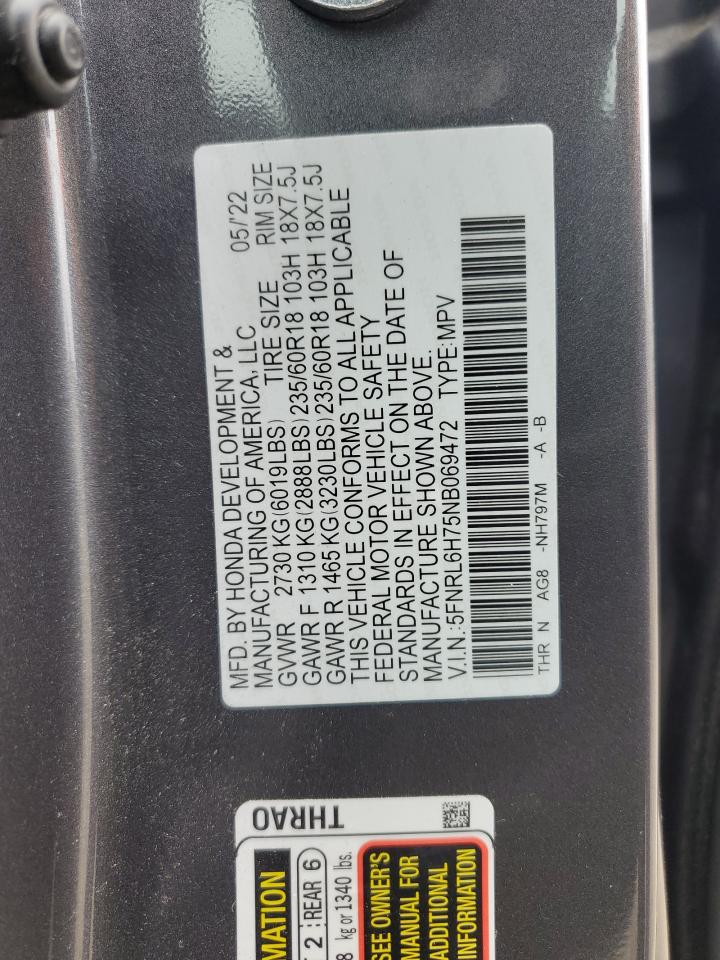 MFD. BY HONDA DEVELOPMENT &
MANUFACTURING OF AMERICA, LLC 05/'22
GVWR 2730 KG(6019LBS) TIRE SIZE RIM SIZE
GAWR F 1310 KG(2888LBS)235/60R18 103H 18X7.5J
GAWR R 1465 KG(3230LBS)235/60R18 103H 18X7.5J
THIS VEHICLE CONFORMS TO ALL APPLICABLE
FEDERAL MOTOR VEHICLE SAFETY
STANDARDS IN EFFECT ON THE DATE OF
MANUFACTURE SHOWN ABOVE.
V.I.N.:5FNRL6H75NB069472 TYPE:MPV
THR N AG8 -NH797M -A -B
THRA0
MATION
2 REAR 6
8 kg or 1340 lbs.
SEE OWNER'S
MANUAL FOR
ADDITIONAL
INFORMATION